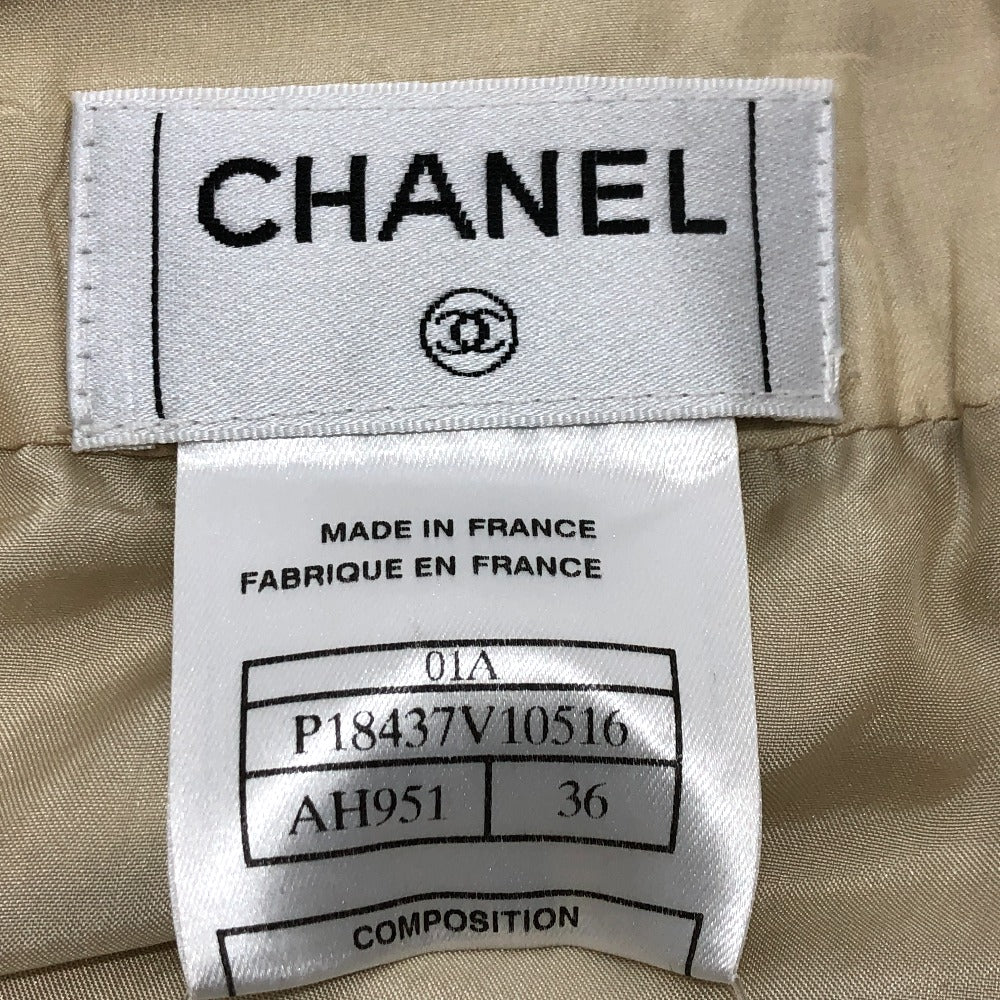 CHANEL
MADE IN FRANCE
FABRIQUE EN FRANCE
01A
P18437V10516
AH951 36
COMPOSITION